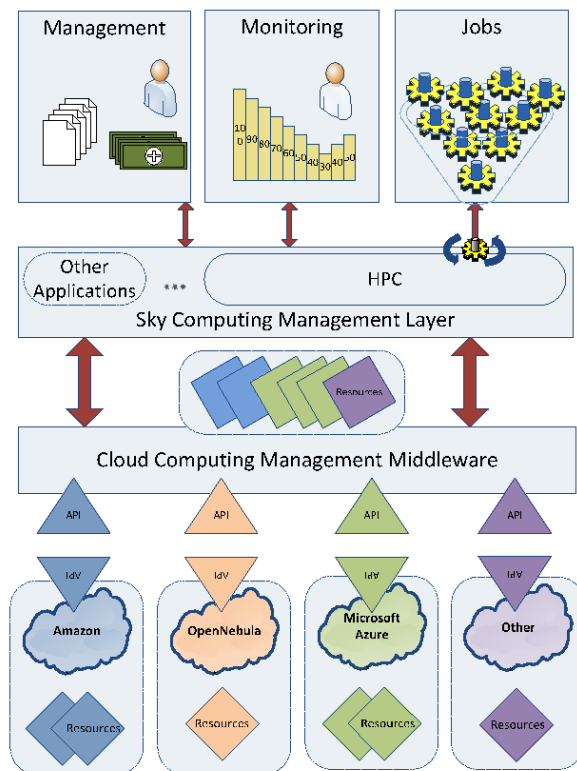 Management
Monitoring
Jobs
10
0
90
80
70
60
50
40
30
40
50
Other
Applications
...
HPC
Sky Computing Management Layer
Resources
Cloud Computing Management Middleware
API
API
API
API
API
API
API
API
Amazon
OpenNebula
Microsoft
Azure
Other
Resources
Resources
Resources
Resources